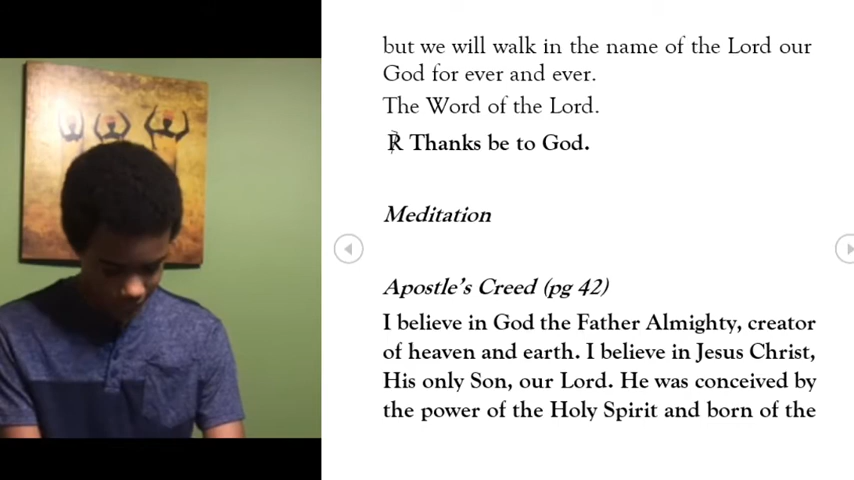 but we will walk in the name of the Lord our
God for ever and ever.
The Word of the Lord.
℟ Thanks be to God.
Meditation
Apostle's Creed (pg 42)
I believe in God the Father Almighty, creator
of heaven and earth. I believe in Jesus Christ,
His only Son, our Lord. He was conceived by
the power of the Holy Spirit and born of the